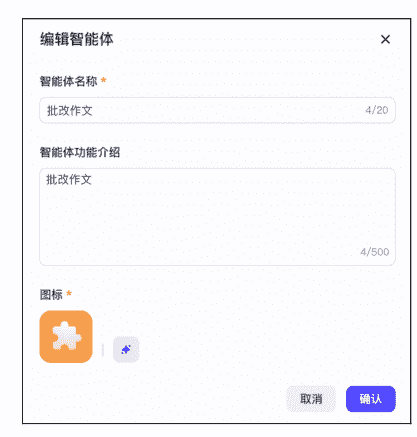 编辑智能体
智能体名称 *
批改作文 4/20
智能体功能介绍
批改作文
4/500
图标 *
取消 确认